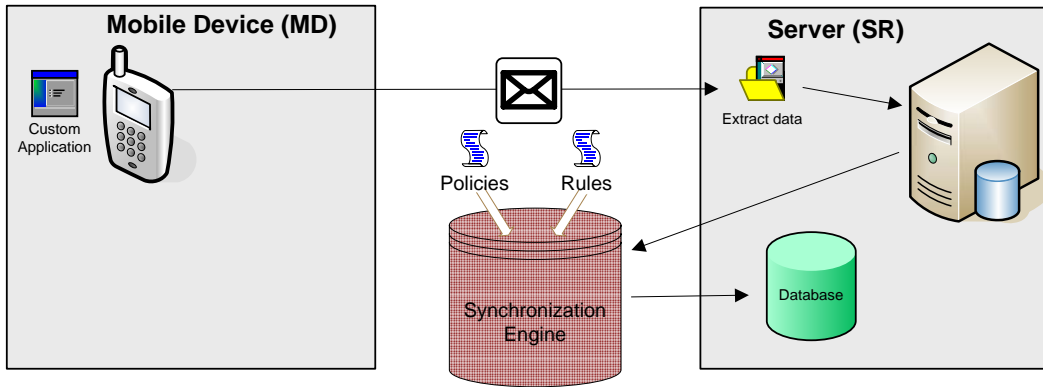 Mobile Device (MD)
Server (SR)
Custom
Application
Extract data
Policies
Rules
Synchronization
Engine
Database